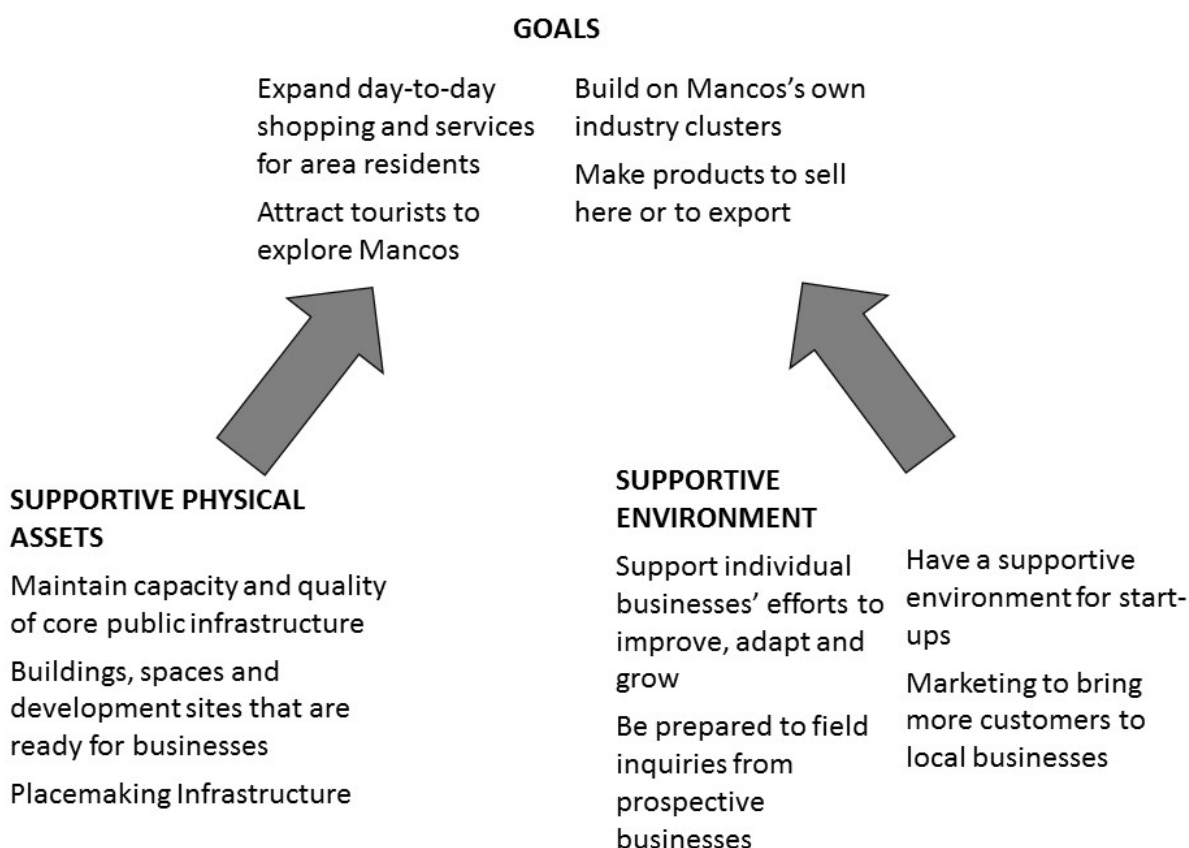 GOALS
Expand day-to-day
shopping and services
for area residents
Attract tourists to
explore Mancos
Build on Mancos's own
industry clusters
Make products to sell
here or to export
SUPPORTIVE PHYSICAL
ASSETS
Maintain capacity and quality
of core public infrastructure
Buildings, spaces and
development sites that are
ready for businesses
Placemaking Infrastructure
SUPPORTIVE
ENVIRONMENT
Support individual
businesses' efforts to
improve, adapt and
grow
Be prepared to field
inquiries from
prospective
businesses
Have a supportive
environment for start-
ups
Marketing to bring
more customers to
local businesses